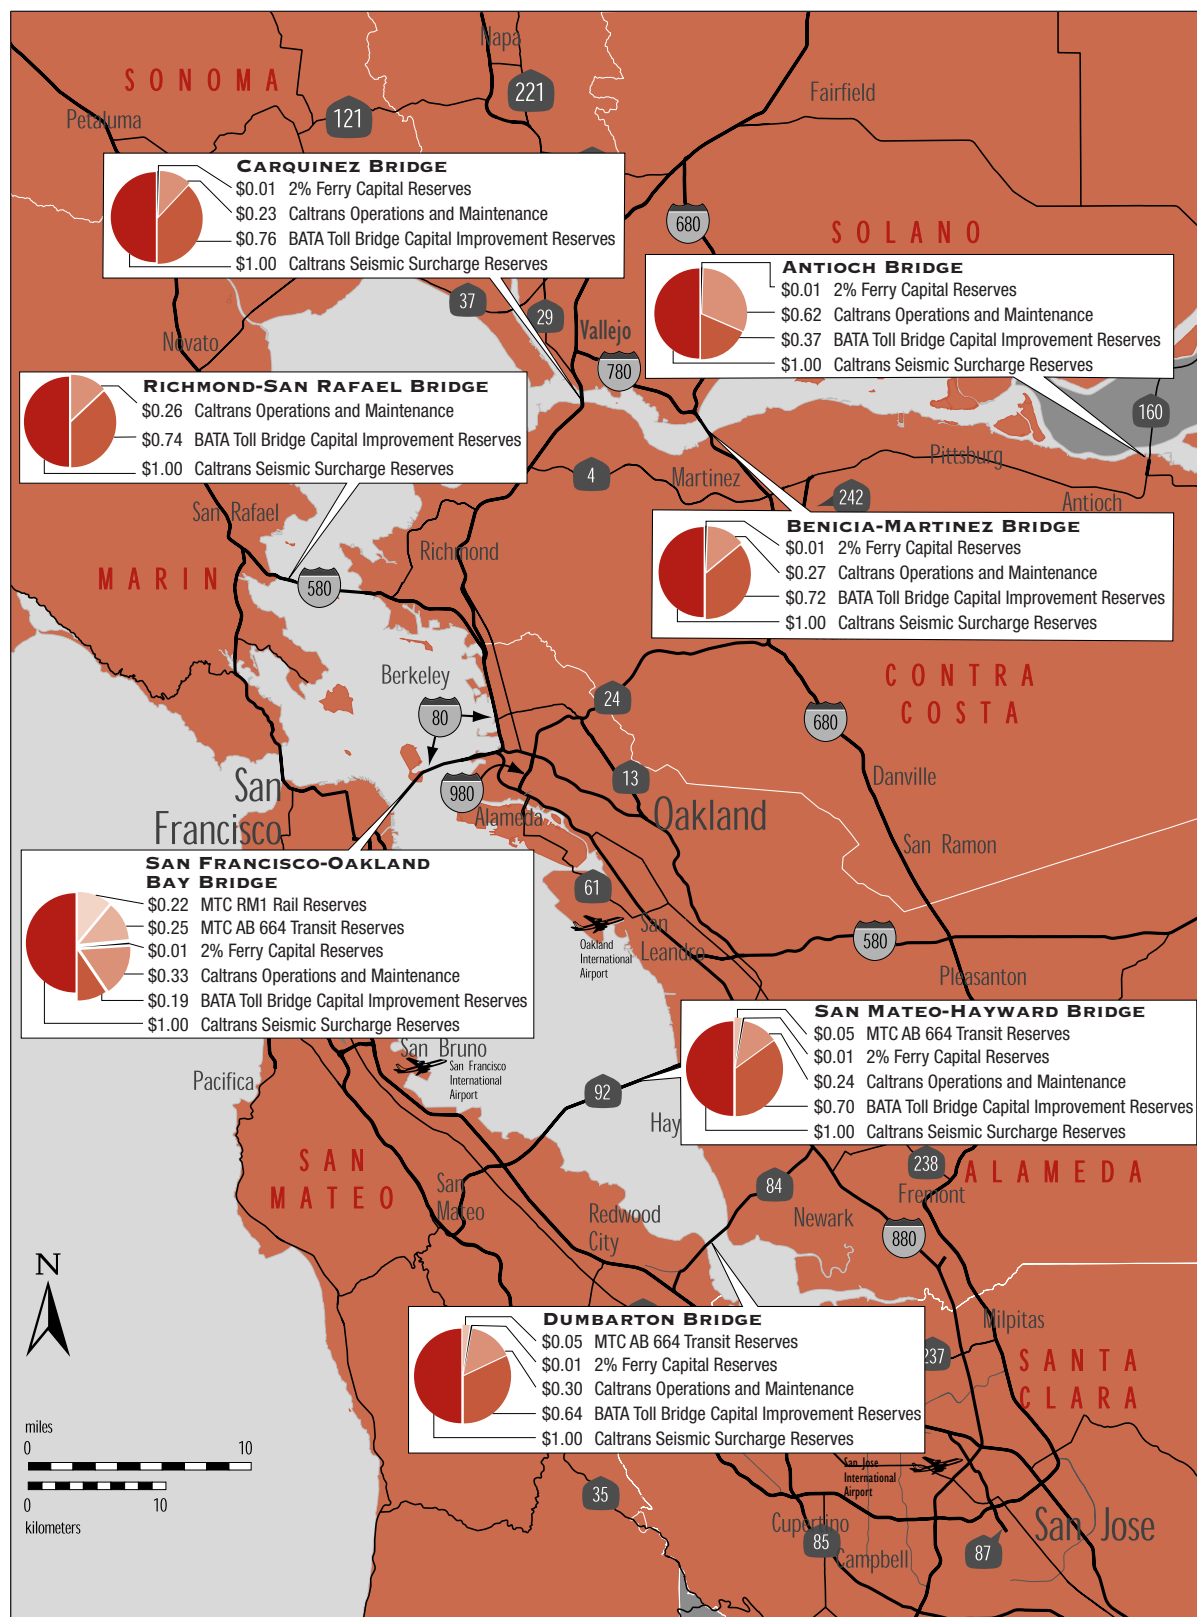 Napa
SONOMA
221
Fairfield
121
Petaluma
CARQUINEZ BRIDGE
$0.01 2% Ferry Capital Reserves
$0.23 Caltrans Operations and Maintenance
$0.76 BATA Toll Bridge Capital Improvement Reserves
$1.00 Caltrans Seismic Surcharge Reserves
680
SOLANO
ANTIOCH BRIDGE
$0.01 2% Ferry Capital Reserves
$0.62 Caltrans Operations and Maintenance
$0.37 BATA Toll Bridge Capital Improvement Reserves
$1.00 Caltrans Seismic Surcharge Reserves
37
29
Vallejo
Novato
780
160
RICHMOND-SAN RAFAEL BRIDGE
$0.26 Caltrans Operations and Maintenance
$0.74 BATA Toll Bridge Capital Improvement Reserves
$1.00 Caltrans Seismic Surcharge Reserves
Pittsburg
4
Martinez
242
Antioch
San Rafael
BENICIA-MARTINEZ BRIDGE
$0.01 2% Ferry Capital Reserves
$0.27 Caltrans Operations and Maintenance
$0.72 BATA Toll Bridge Capital Improvement Reserves
$1.00 Caltrans Seismic Surcharge Reserves
Richmond
MARIN
580
Berkeley
CONTRA
COSTA
24
80
680
13
Danville
980
San
Francisco
Alameda
Oakland
San Ramon
SAN FRANCISCO-OAKLAND
BAY BRIDGE
$0.22 MTC RM1 Rail Reserves
$0.25 MTC AB 664 Transit Reserves
$0.01 2% Ferry Capital Reserves
$0.33 Caltrans Operations and Maintenance
$0.19 BATA Toll Bridge Capital Improvement Reserves
$1.00 Caltrans Seismic Surcharge Reserves
61
San
Leandro
Oakland
International
Airport
580
Pleasanton
SAN MATEO-HAYWARD BRIDGE
$0.05 MTC AB 664 Transit Reserves
$0.01 2% Ferry Capital Reserves
$0.24 Caltrans Operations and Maintenance
$0.70 BATA Toll Bridge Capital Improvement Reserves
$1.00 Caltrans Seismic Surcharge Reserves
San Bruno
San Francisco
International
Airport
Pacifica
92
Hay
SAN
MATEO
238
ALAMEDA
84
Fremont
San
Mateo
Redwood
City
Newark
880
N
DUMBARTON BRIDGE
$0.05 MTC AB 664 Transit Reserves
$0.01 2% Ferry Capital Reserves
$0.30 Caltrans Operations and Maintenance
$0.64 BATA Toll Bridge Capital Improvement Reserves
$1.00 Caltrans Seismic Surcharge Reserves
Milpitas
237
SANTA
CLARA
miles
0 10
0 10
kilometers
San Jose
International
Airport
35
Cupertino
85
Campbell
San Jose
87